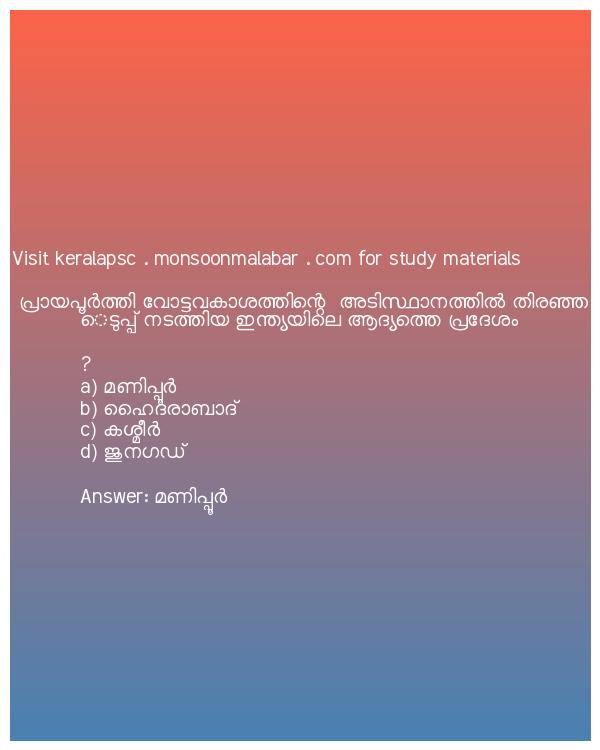 Visit keralapsc . monsoonmalabar . com for study materials
പ്രായപൂർത്തി വോട്ടവകാശത്തിന്റെ അടിസ്ഥാനത്തിൽ തിരഞ്ഞ
െടുപ്പ് നടത്തിയ ഇന്ത്യയിലെ ആദ്യത്തെ പ്രദേശം
?
a) മണിപ്പൂർ
b) ഹൈദരാബാദ്
c) കശ്മീർ
d) ജുനഗഡ്
Answer: മണിപ്പൂർ